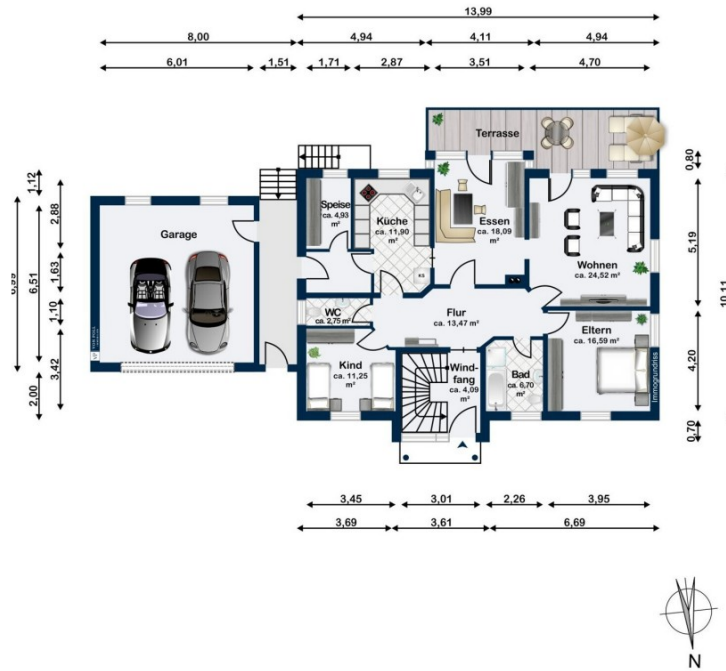 13,99
8,00
4,94
4,11
4,94
6,01
1,51
1,71
2,87
3,51
4,70
Terrasse
0,80
1,12
2,88
1,63
1,10
3,42
2,00
6,51
5,19
10,11
4,20
0,70
Garage
Speise
ca. 4,93
m²
Küche
ca. 11,90
m²
KS
Essen
ca. 18,09
m²
Wohnen
ca. 24,52 m²
WC
ca. 2,75 m²
Flur
ca. 13,47 m²
Eltern
ca. 16,59 m²
Kind
ca. 11,25
m²
Wind-
fang
ca. 4,09
m²
Bad
ca. 6,70
m²
Immogrundriss
3,45
3,01
2,26
3,95
3,69
3,61
6,69
N